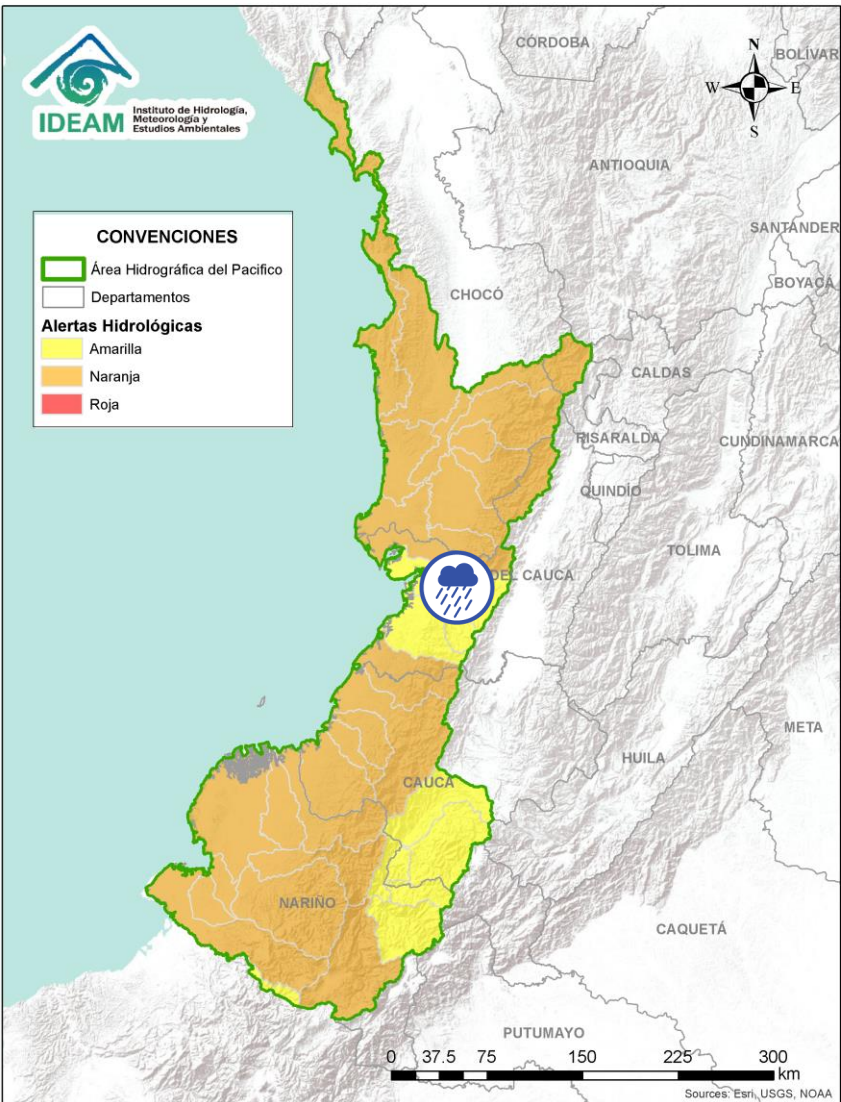 IDEAM
Instituto de Hidrología,
Meteorología y
Estudios Ambientales
CÓRDOBA
BOLIVAR
N
W
E
S
ANTIOQUIA
SANTANDER
BOYACÁ
CONVENCIONES
Área Hidrográfica del Pacifico
Departamentos
Alertas Hidrológicas
Amarilla
Naranja
Roja
CHOCÓ
CALDAS
RISARALDA
CUNDINAMARCA
QUINDÍO
TOLIMA
DEL CAUCA
META
HUILA
CAUCA
NARIÑO
CAQUETÁ
PUTUMAYO
0 37.5 75 150 225 300
km
Sources: Esri, USGS, NOAA